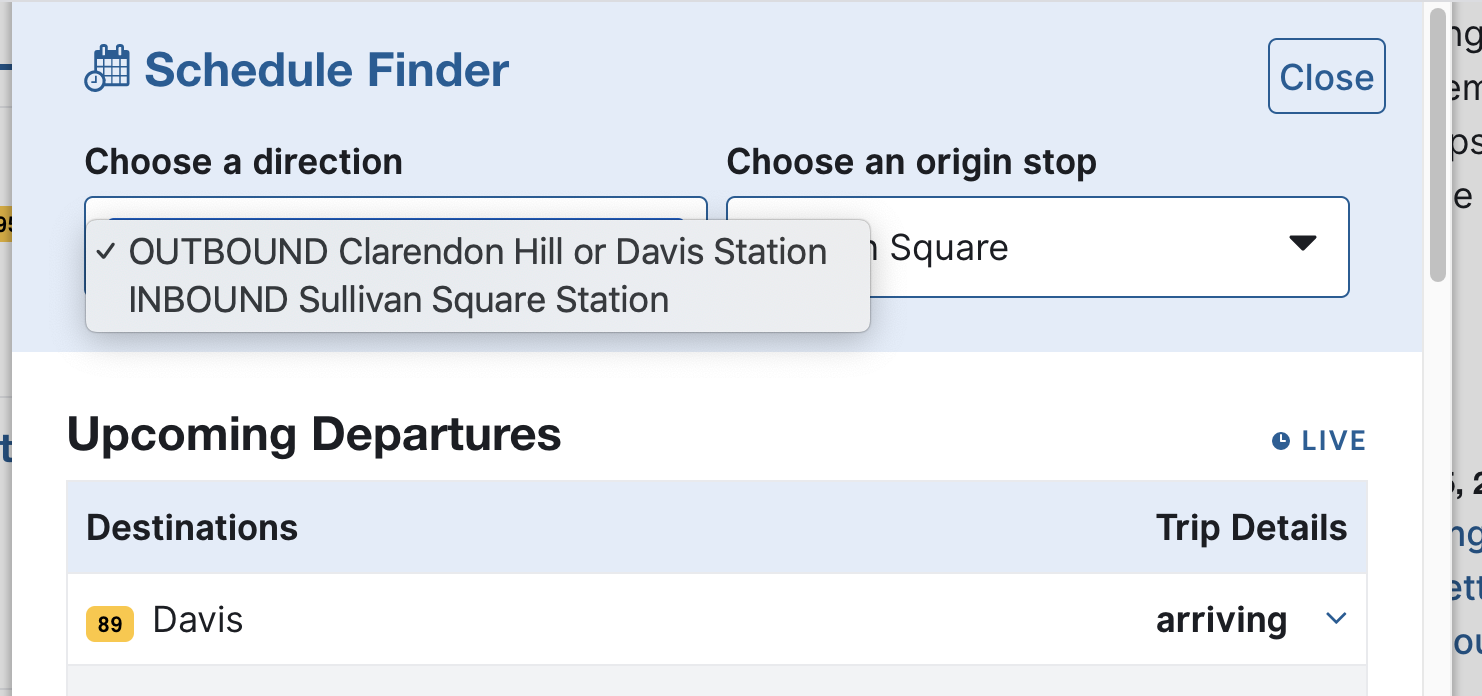 Schedule Finder
Close
Choose a direction
Choose an origin stop
OUTBOUND Clarendon Hill or Davis Station
INBOUND Sullivan Square Station
Square
Upcoming Departures
LIVE
Destinations
Trip Details
89 Davis
arriving